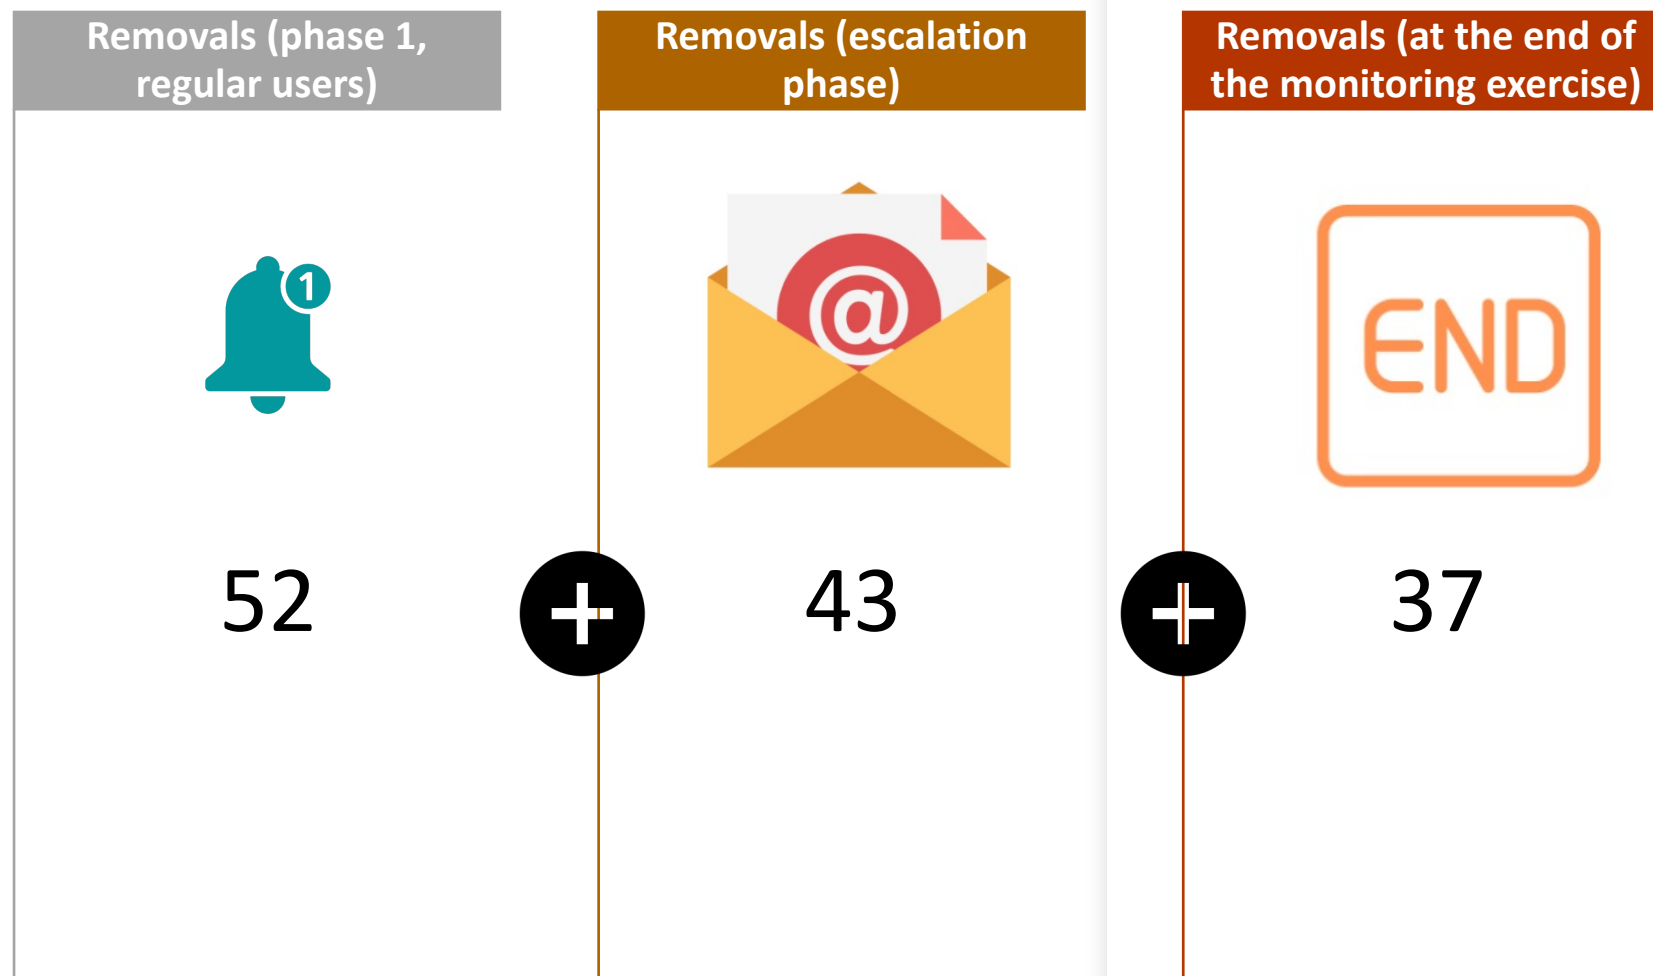 Removals (phase 1,
regular users)
Removals (escalation
phase)
Removals (at the end of
the monitoring exercise)
1
@
END
52
+
43
+
37